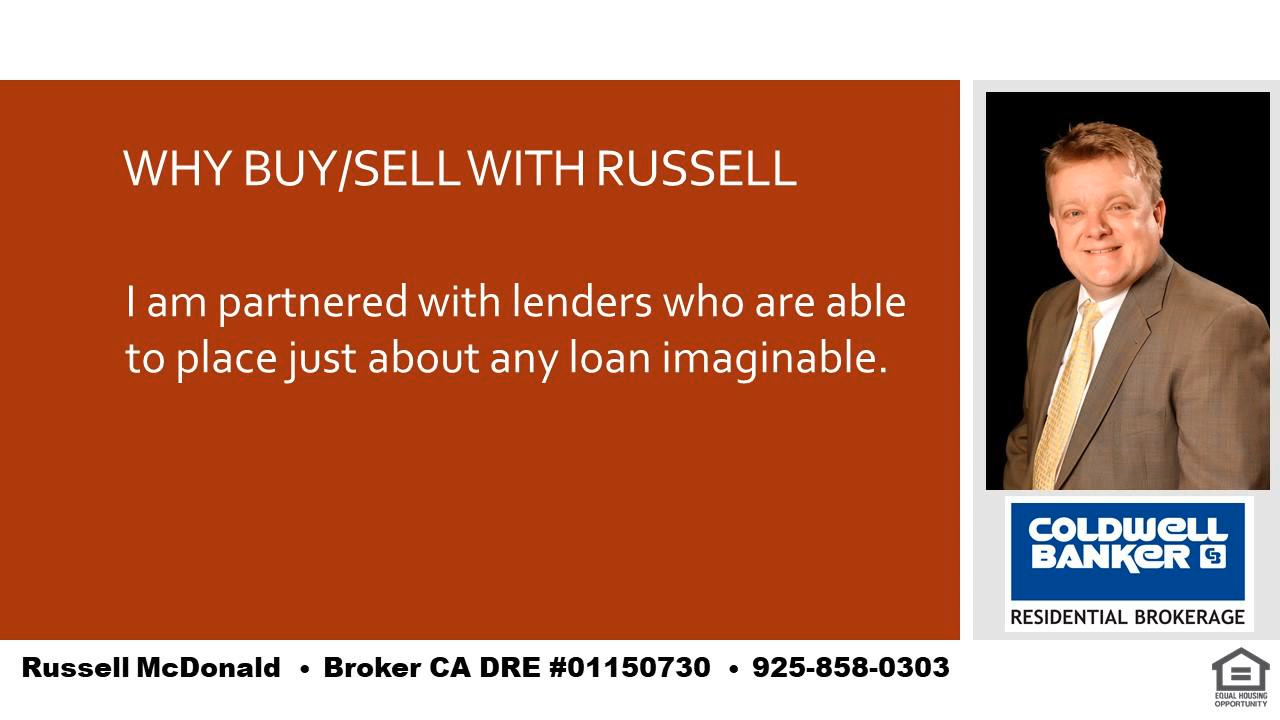 WHY BUY/SELL WITH RUSSELL
I am partnered with lenders who are able
to place just about any loan imaginable.
COLDWELL
BANKER CB
RESIDENTIAL BROKERAGE
Russell McDonald • Broker CA DRE #01150730 • 925-858-0303
EQUAL HOUSING
OPPORTUNITY